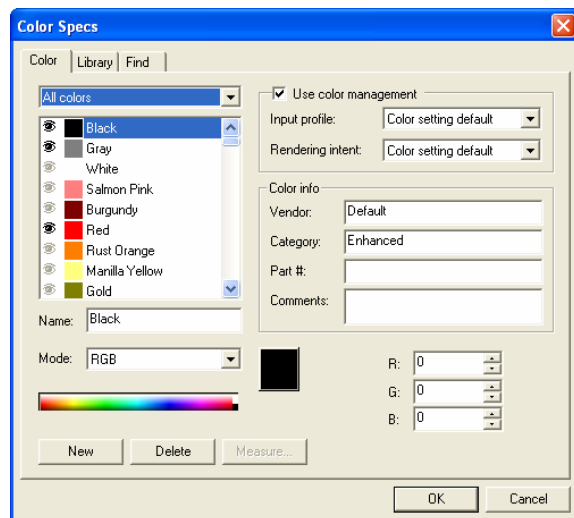 Color Specs
Color Library Find
All colors
Black
Gray
White
Salmon Pink
Burgundy
Red
Rust Orange
Manilla Yellow
Gold
Name: Black
Mode: RGB
Use color management
Input profile: Color setting default
Rendering intent: Color setting default
Color info
Vendor: Default
Category: Enhanced
Part #:
Comments:
R: 0
G: 0
B: 0
New Delete Measure...
OK Cancel